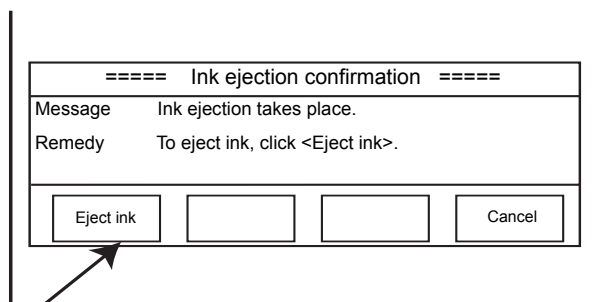 ===== Ink ejection confirmation =====
Message Ink ejection takes place.
Remedy To eject ink, click <Eject ink>.
Eject ink Cancel